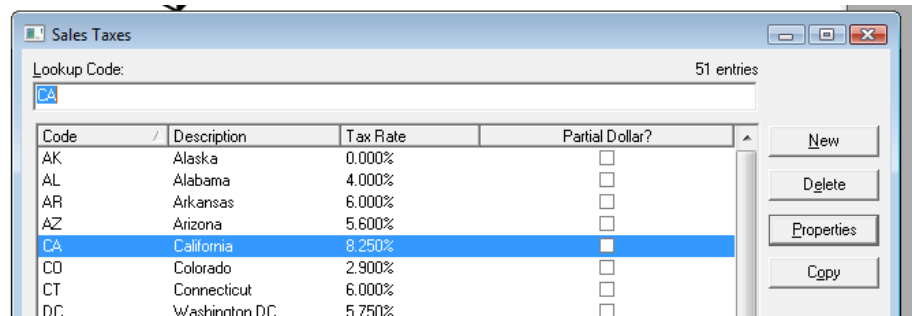 Sales Taxes
Lookup Code: 51 entries
CA
Code Description Tax Rate Partial Dollar?
AK Alaska 0.000%
AL Alabama 4.000%
AR Arkansas 6.000%
AZ Arizona 5.600%
CA California 8.250%
CO Colorado 2.900%
CT Connecticut 6.000%
DC Washington DC 5.750%
New
Delete
Properties
Copy